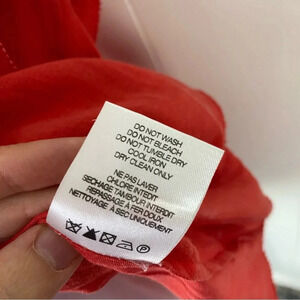 DO NOT WASH
DO NOT BLEACH
DO NOT TUMBLE DRY
COOL IRON
DRY CLEAN ONLY
NE PAS LAVER
CHLORE INTEDIT
SECHAGE TAMBOUR INTERDIT
REPASSAGE À FER DOUX
NETTOYAGE À SEC UNIQUEMENT
P